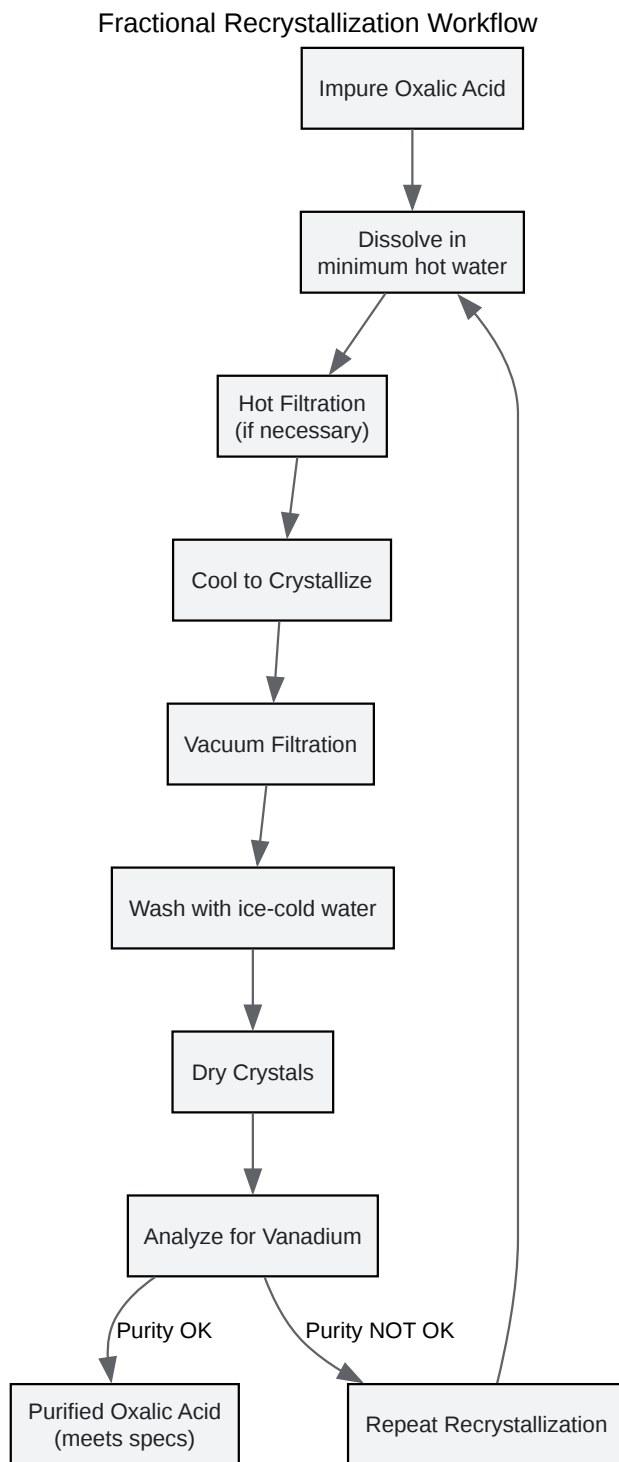 Fractional Recrystallization Workflow
Impure Oxalic Acid
Dissolve in
minimum hot water
Hot Filtration
(if necessary)
Cool to Crystallize
Vacuum Filtration
Wash with ice-cold water
Dry Crystals
Analyze for Vanadium
Purity OK
Purity NOT OK
Purified Oxalic Acid
(meets specs)
Repeat Recrystallization